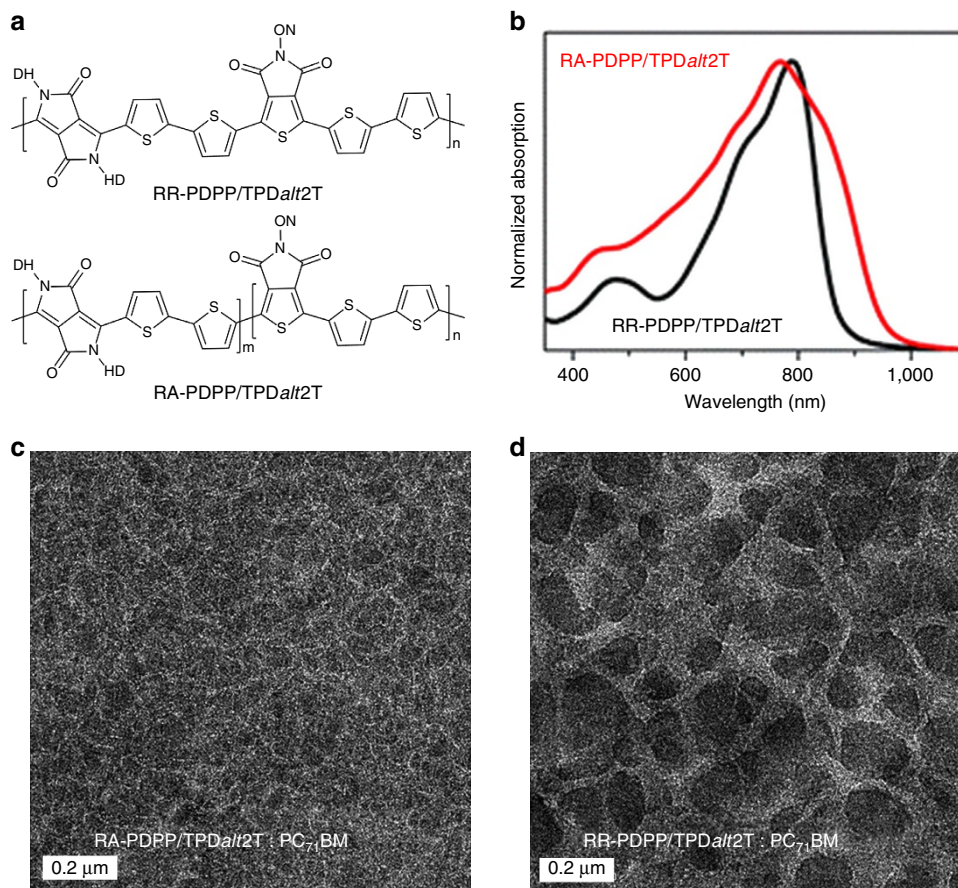 a
ON
N
O
O
DH
N
O
S
S
S
S
S
n
O
N
HD
RR-PDPP/TPDalt2T
ON
N
O
O
DH
N
O
S
S
S
S
S
m
n
O
N
HD
RA-PDPP/TPDalt2T
b
RA-PDPP/TPDalt2T
Normalized absorption
RR-PDPP/TPDalt2T
400 600 800 1,000
Wavelength (nm)
c
RA-PDPP/TPDalt2T : PC71BM
0.2 μm
d
RR-PDPP/TPDalt2T : PC71BM
0.2 μm